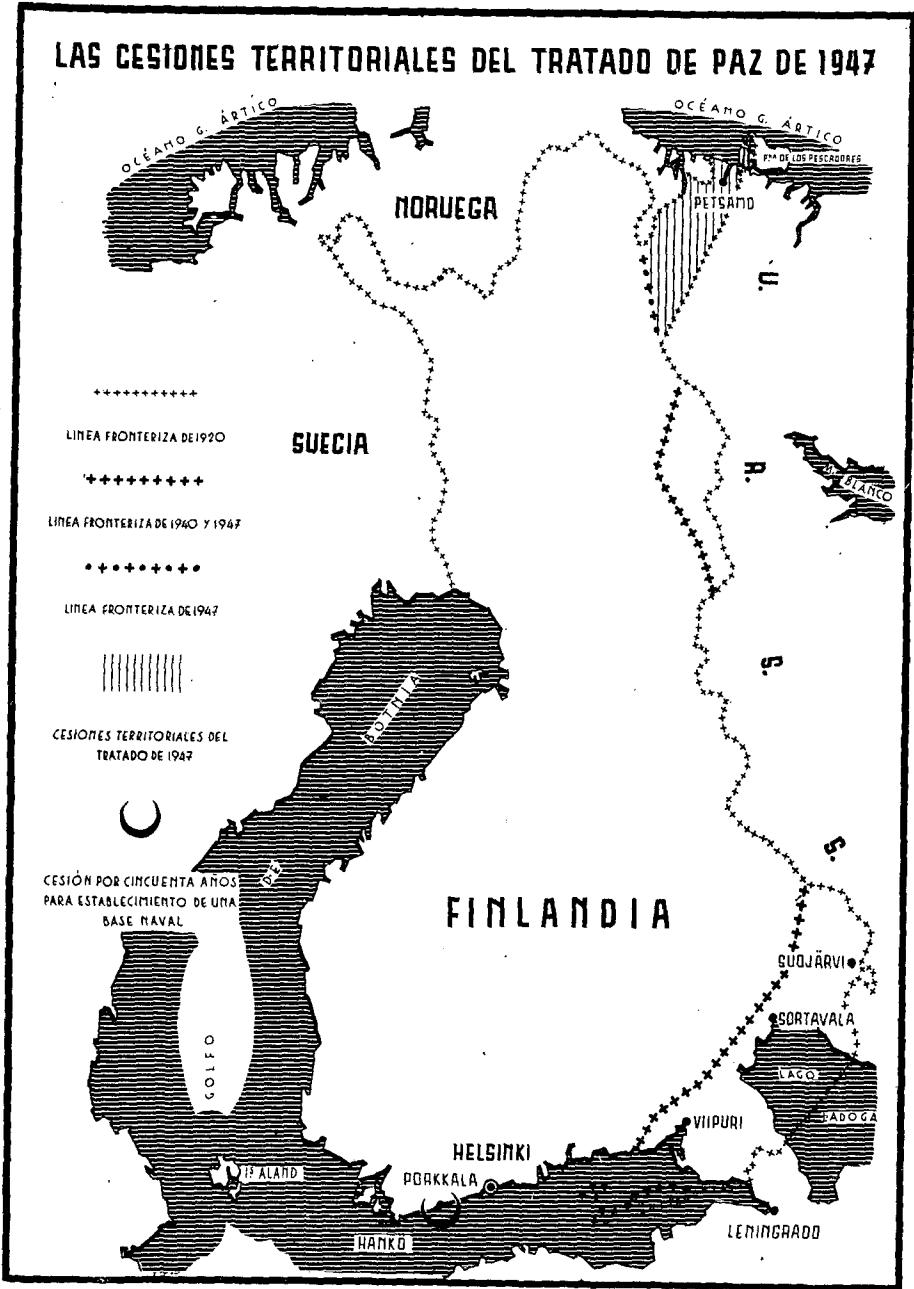 LAS CESIONES TERRITORIALES DEL TRATADO DE PAZ DE 1947
OCÉANO G. ÁRTICO
OCÉANO G. ÁRTICO
Pna DE LOS PESCADORES
PETSAMO
NORUEGA
U.
LINEA FRONTERIZA DE 1920
SUECIA
R.
M. BLANCO
LINEA FRONTERIZA DE 1940 Y 1947
LINEA FRONTERIZA DE 1947
S.
BOTNIA
CESIONES TERRITORIALES DEL
TRATADO DE 1947
S.
DE
CESIÓN POR CINCUENTA AÑOS
PARA ESTABLECIMIENTO DE UNA
BASE NAVAL
FINLANDIA
SUOJÄRVI
SORTAVALA
GOLFO
LAGO
LADOGA
VIIPURI
HELSINKI
Is ALAND
PORKKALA
HANKO
LENINGRADO